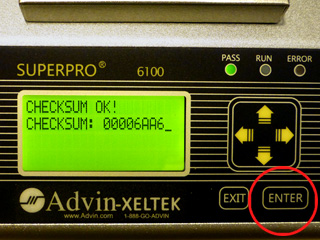 PASS RUN ERROR
SUPERPRO® 6100
CHECKSUM OK!
CHECKSUM: 00006AA6_
EXIT ENTER
Advin-XELTEK
www.Advin.com 1-888-GO-ADVIN